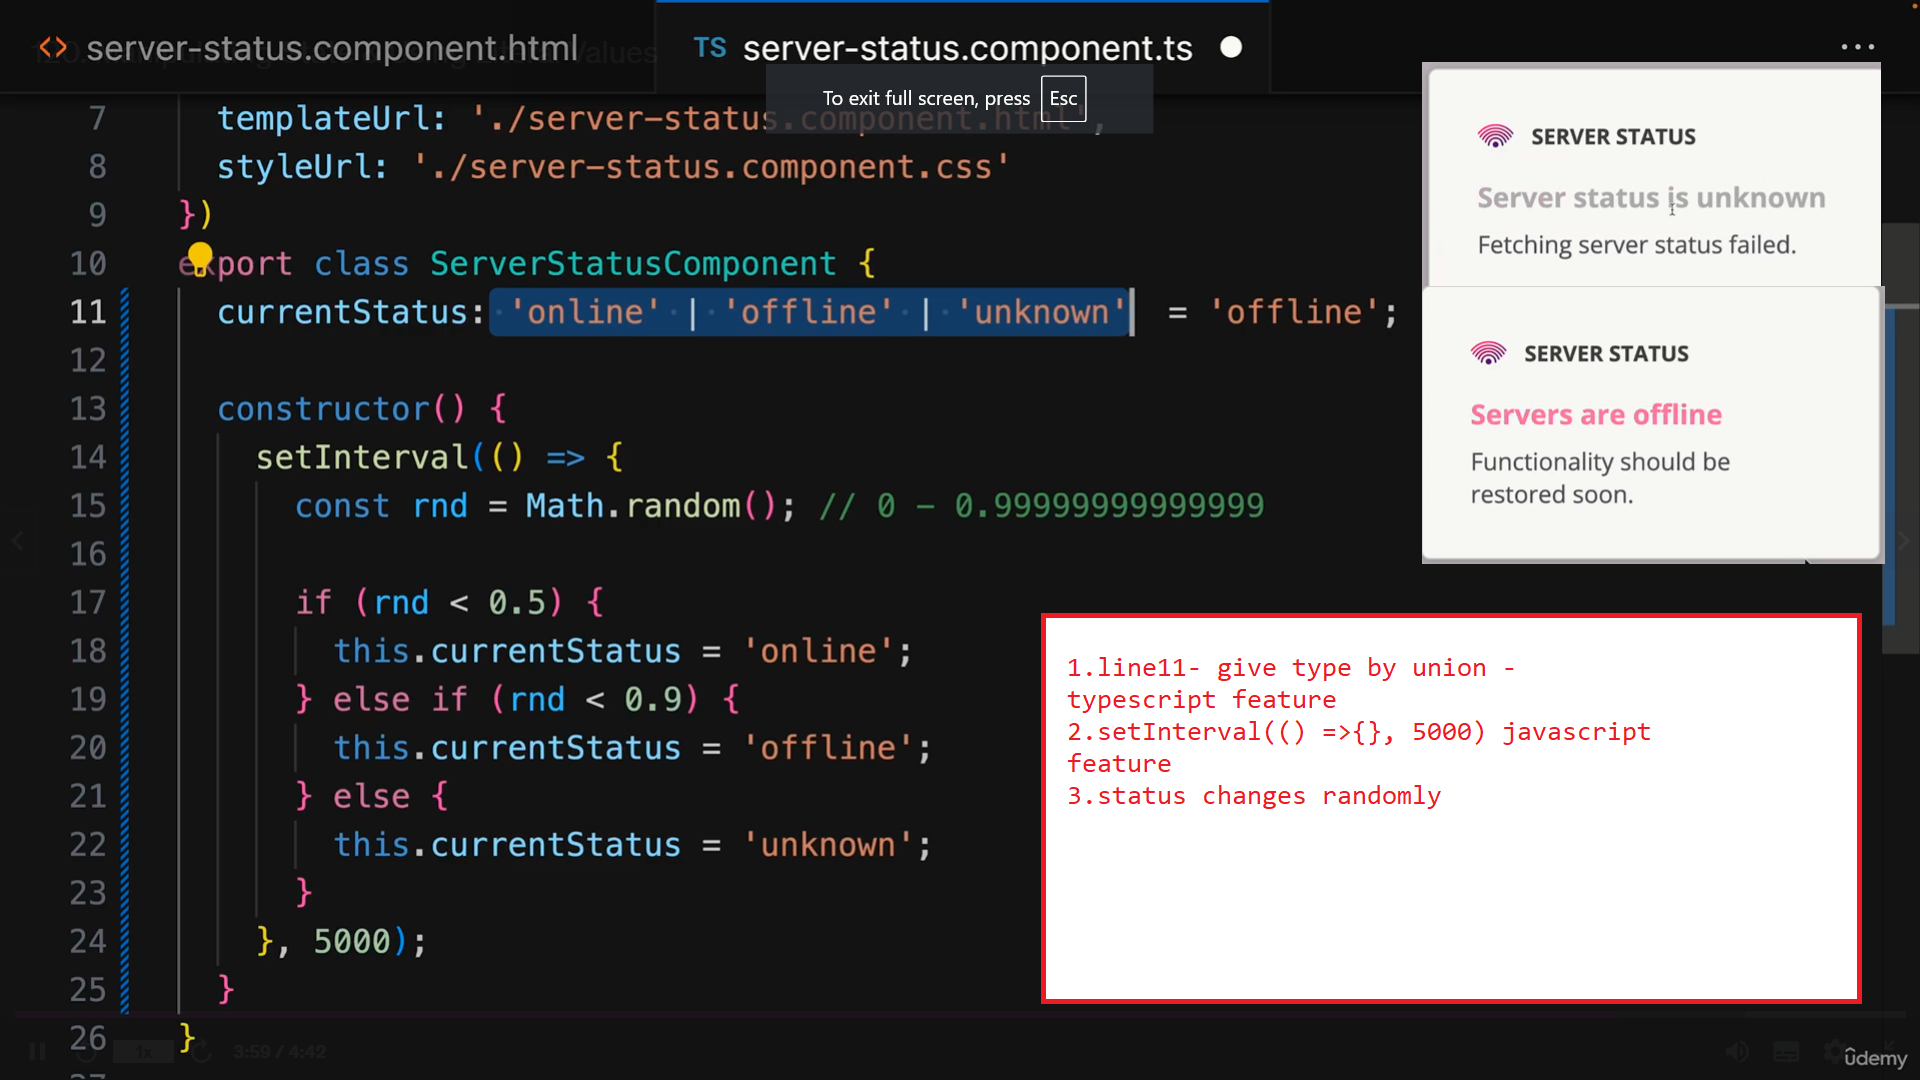 server-status.component.html
TS server-status.component.ts
To exit full screen, press Esc
7 templateUrl: './server-status.component.html',
8 styleUrl: './server-status.component.css'
9 })
10 export class ServerStatusComponent {
11 currentStatus: 'online' | 'offline' | 'unknown' = 'offline';
12
13 constructor() {
14 setInterval(() => {
15 const rnd = Math.random(); // 0 - 0.99999999999999
16
17 if (rnd < 0.5) {
18 this.currentStatus = 'online';
19 } else if (rnd < 0.9) {
20 this.currentStatus = 'offline';
21 } else {
22 this.currentStatus = 'unknown';
23 }
24 }, 5000);
25 }
26 }
27
SERVER STATUS
Server status is unknown
Fetching server status failed.
SERVER STATUS
Servers are offline
Functionality should be
restored soon.
1.line11- give type by union -
typescript feature
2.setInterval(() =>{}, 5000) javascript
feature
3.status changes randomly
1x
3:59 / 4:42
ûdemy